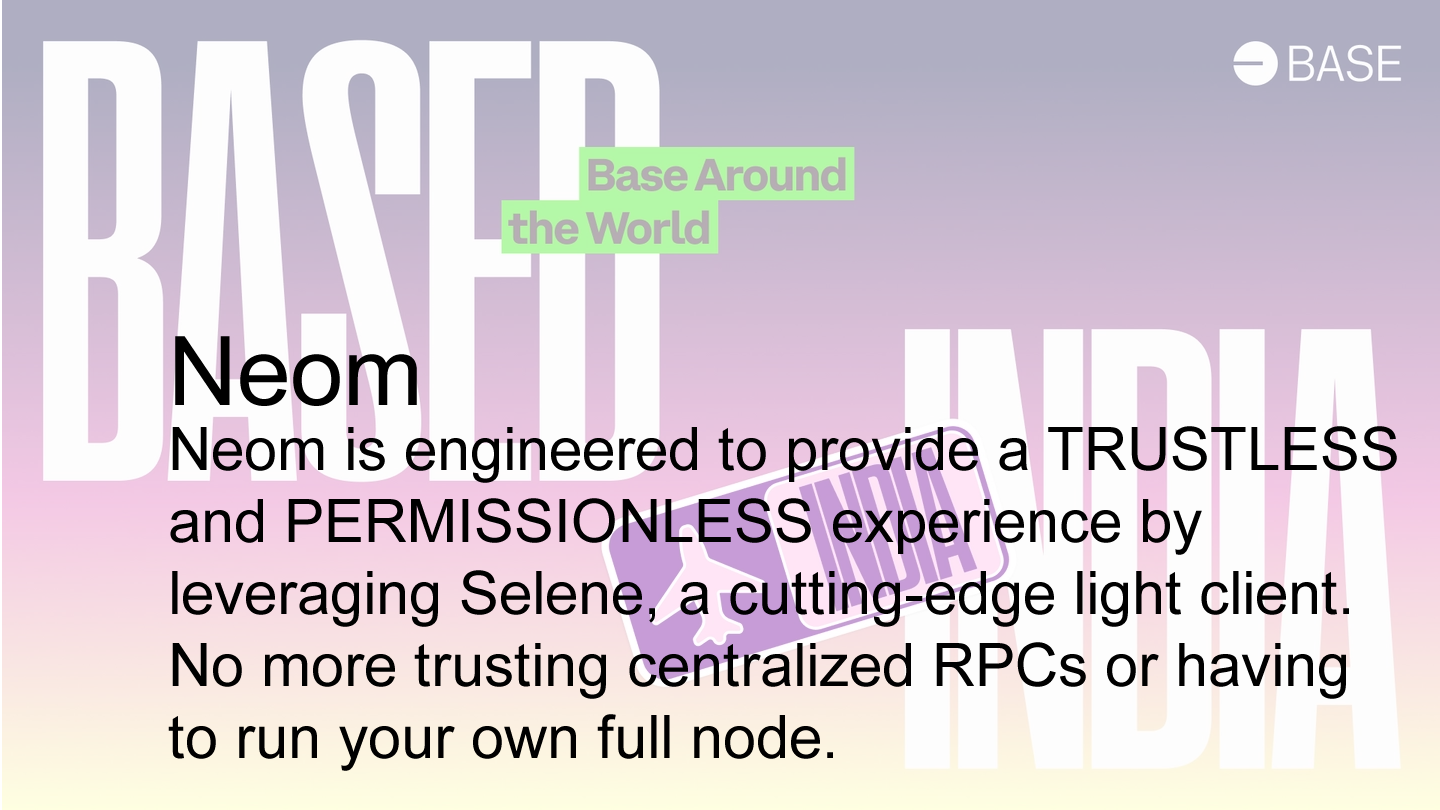 BASED
BASE
Base Around
the World
Neom
INDIA
Neom is engineered to provide a TRUSTLESS
and PERMISSIONLESS experience by
INDIA
leveraging Selene, a cutting-edge light client.
No more trusting centralized RPCs or having
to run your own full node.